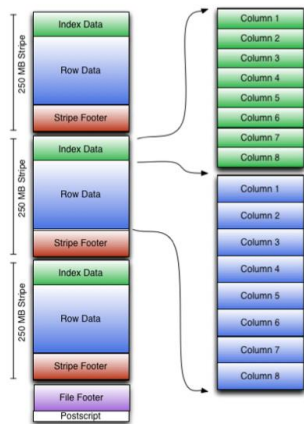 250 MB Stripe
Index Data
Row Data
Stripe Footer
250 MB Stripe
Index Data
Row Data
Stripe Footer
250 MB Stripe
Index Data
Row Data
Stripe Footer
File Footer
Postscript
Column 1
Column 2
Column 3
Column 4
Column 5
Column 6
Column 7
Column 8
Column 1
Column 2
Column 3
Column 4
Column 5
Column 6
Column 7
Column 8